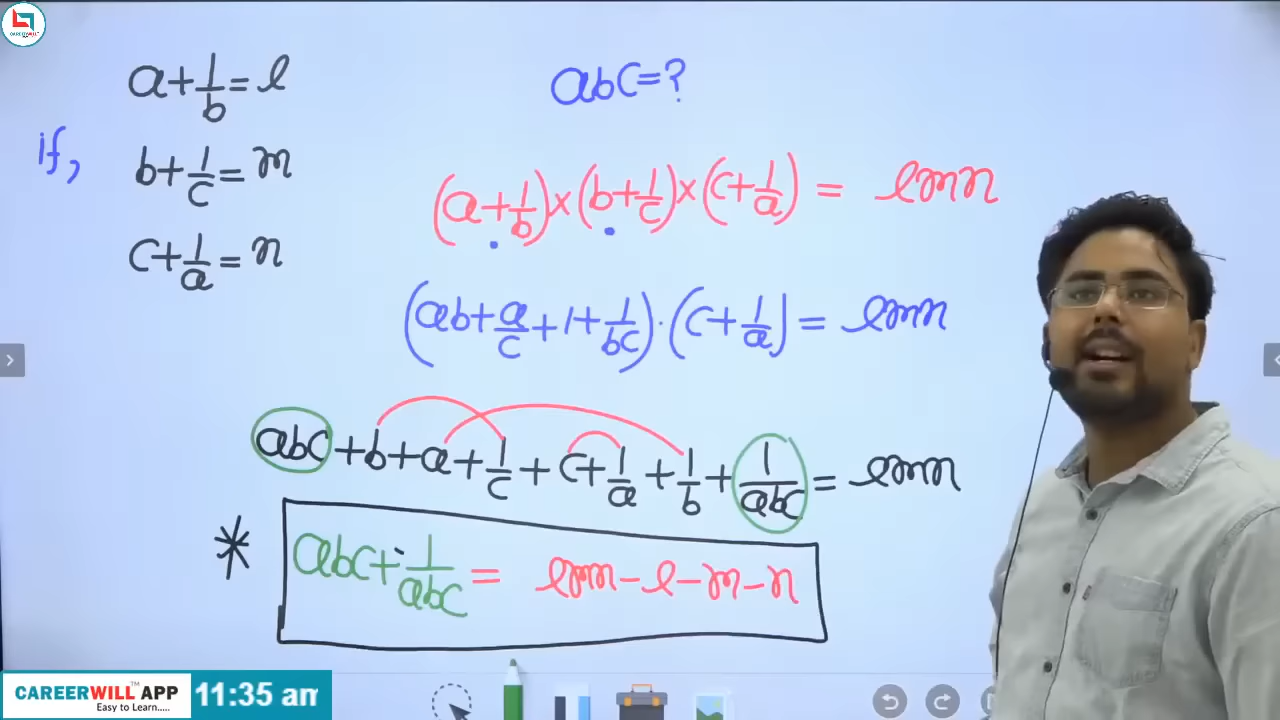 CAREERWILL
a+1/b=l
abc=?
if,
b+1/c=m
(a+1/b)×(b+1/c)×(c+1/a) = lmn
c+1/a=n
(ab+a/c+1+1/bc)·(c+1/a)=lmn
abc+b+a+1/c+c+1/a+1/b+1/abc=lmn
* abc+1/abc= lmn-l-m-n
CAREERWILL™ APP
Easy to Learn.....
11:35 am